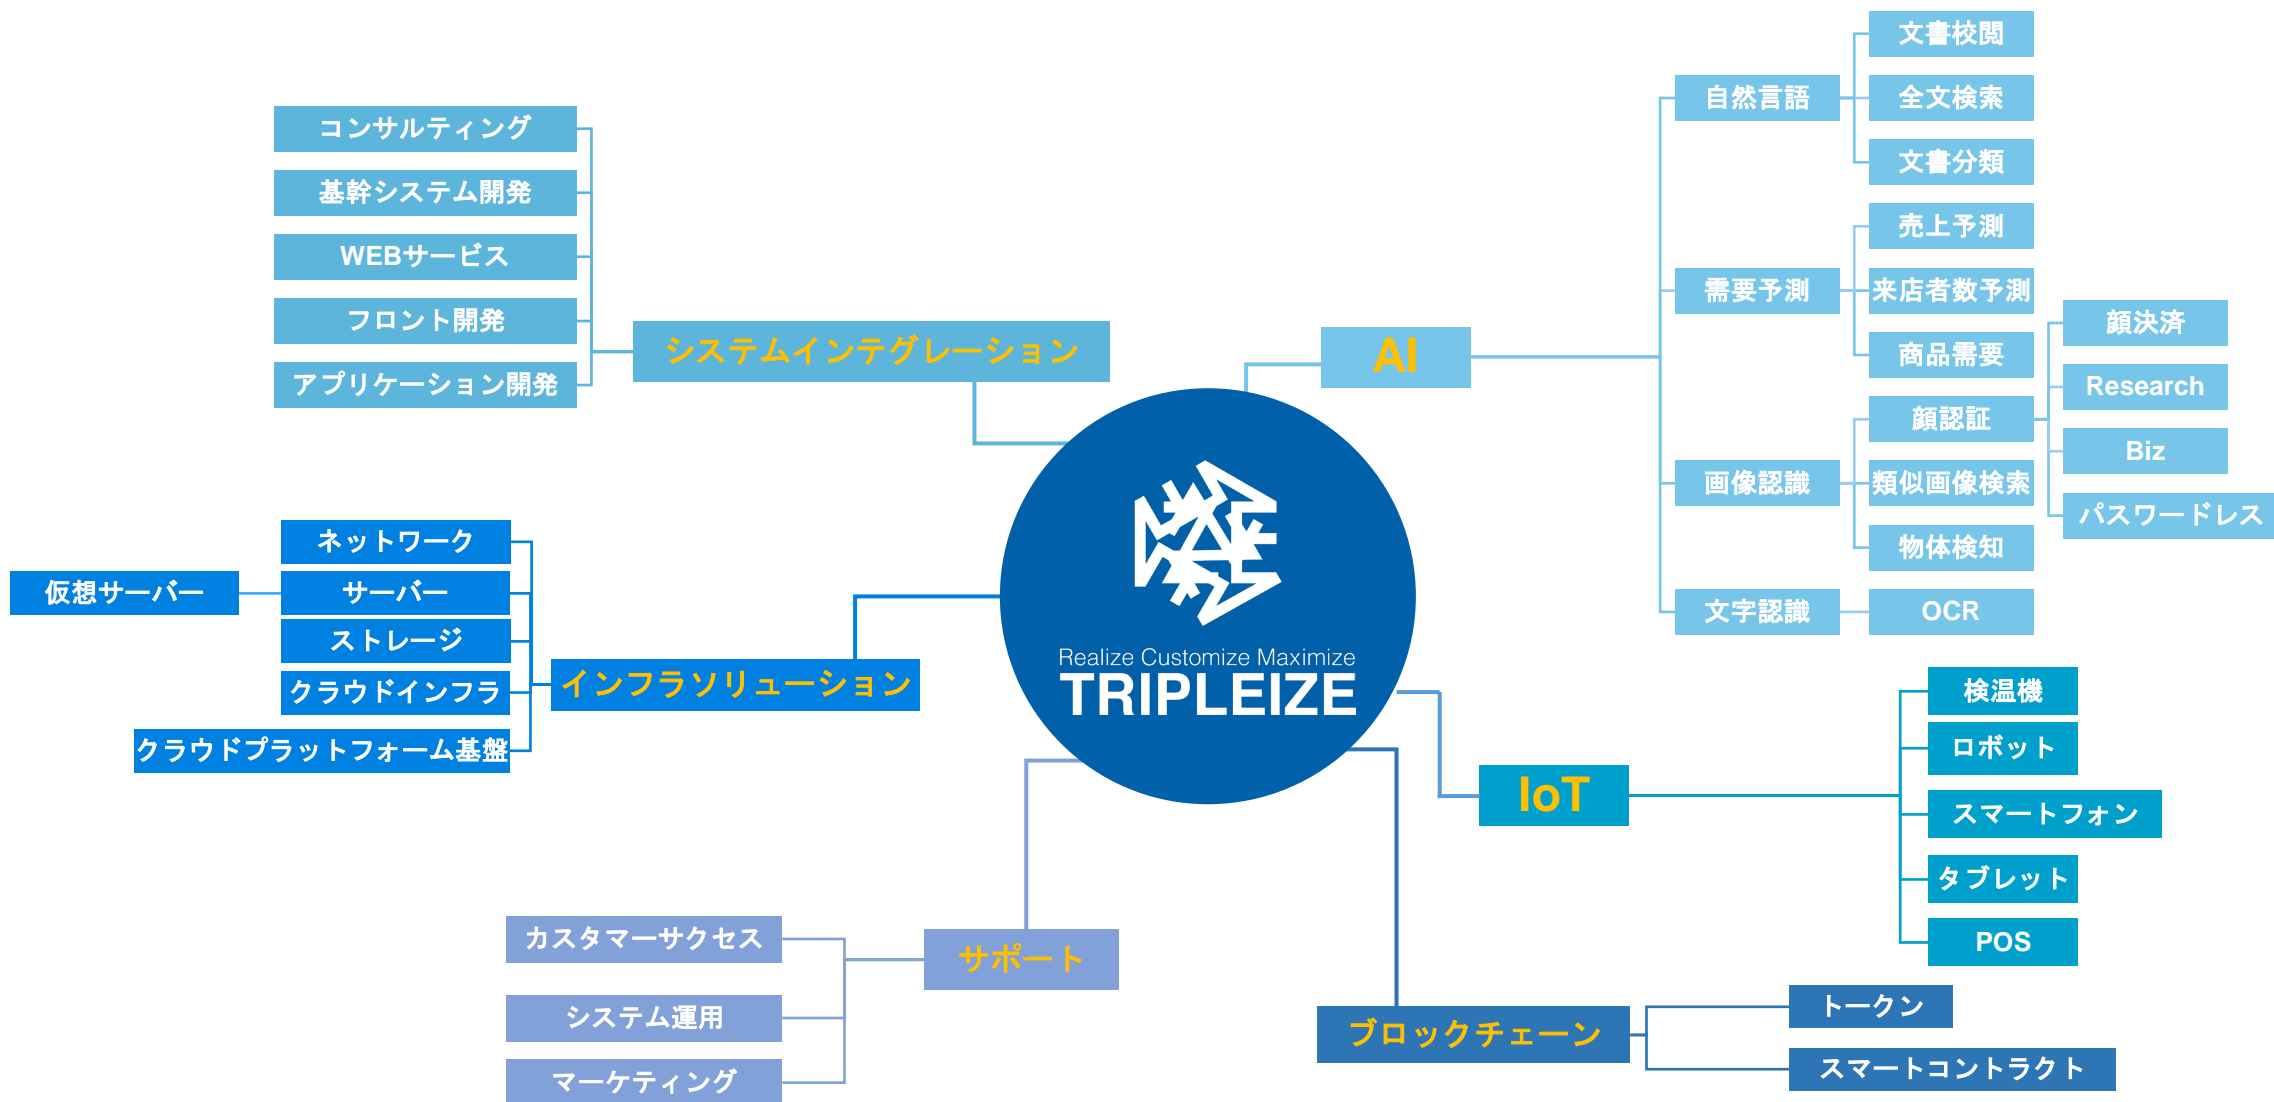 コンサルティング
基幹システム開発
WEBサービス
フロント開発
アプリケーション開発
システムインテグレーション
ネットワーク
仮想サーバー
サーバー
ストレージ
クラウドインフラ
クラウドプラットフォーム基盤
インフラソリューション
カスタマーサクセス
システム運用
マーケティング
サポート
Realize Customize Maximize
TRIPLEIZE
AI
自然言語
文書校閲
全文検索
文書分類
需要予測
売上予測
来店者数予測
商品需要
画像認識
顔認証
類似画像検索
物体検知
顔決済
Research
Biz
パスワードレス
文字認識
OCR
IoT
検温機
ロボット
スマートフォン
タブレット
POS
ブロックチェーン
トークン
スマートコントラクト